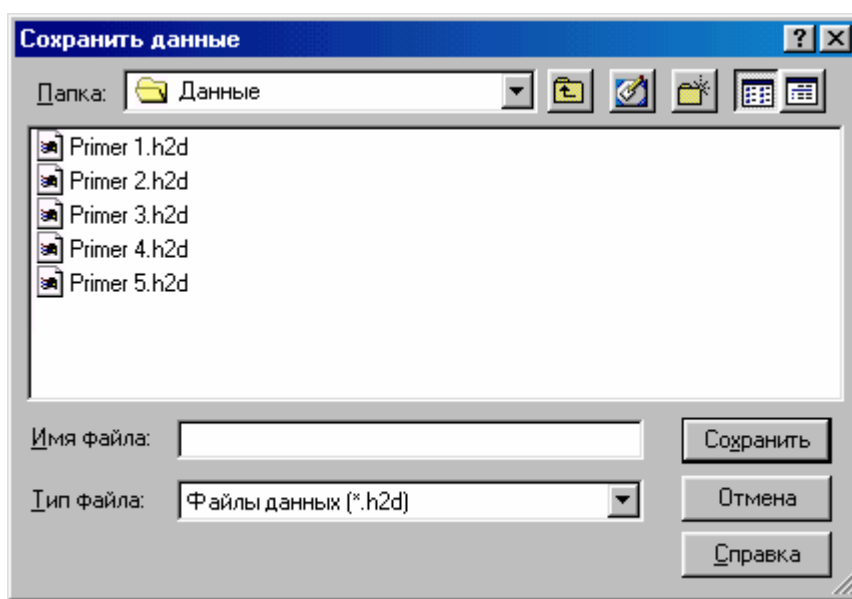 Сохранить данные
Папка: Данные
Primer 1.h2d
Primer 2.h2d
Primer 3.h2d
Primer 4.h2d
Primer 5.h2d
Имя файла: Сохранить
Тип файла: Файлы данных (*.h2d) Отмена
Справка